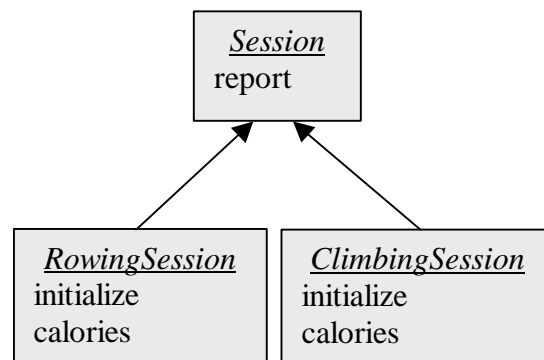 Session
report
RowingSession
initialize
calories
ClimbingSession
initialize
calories